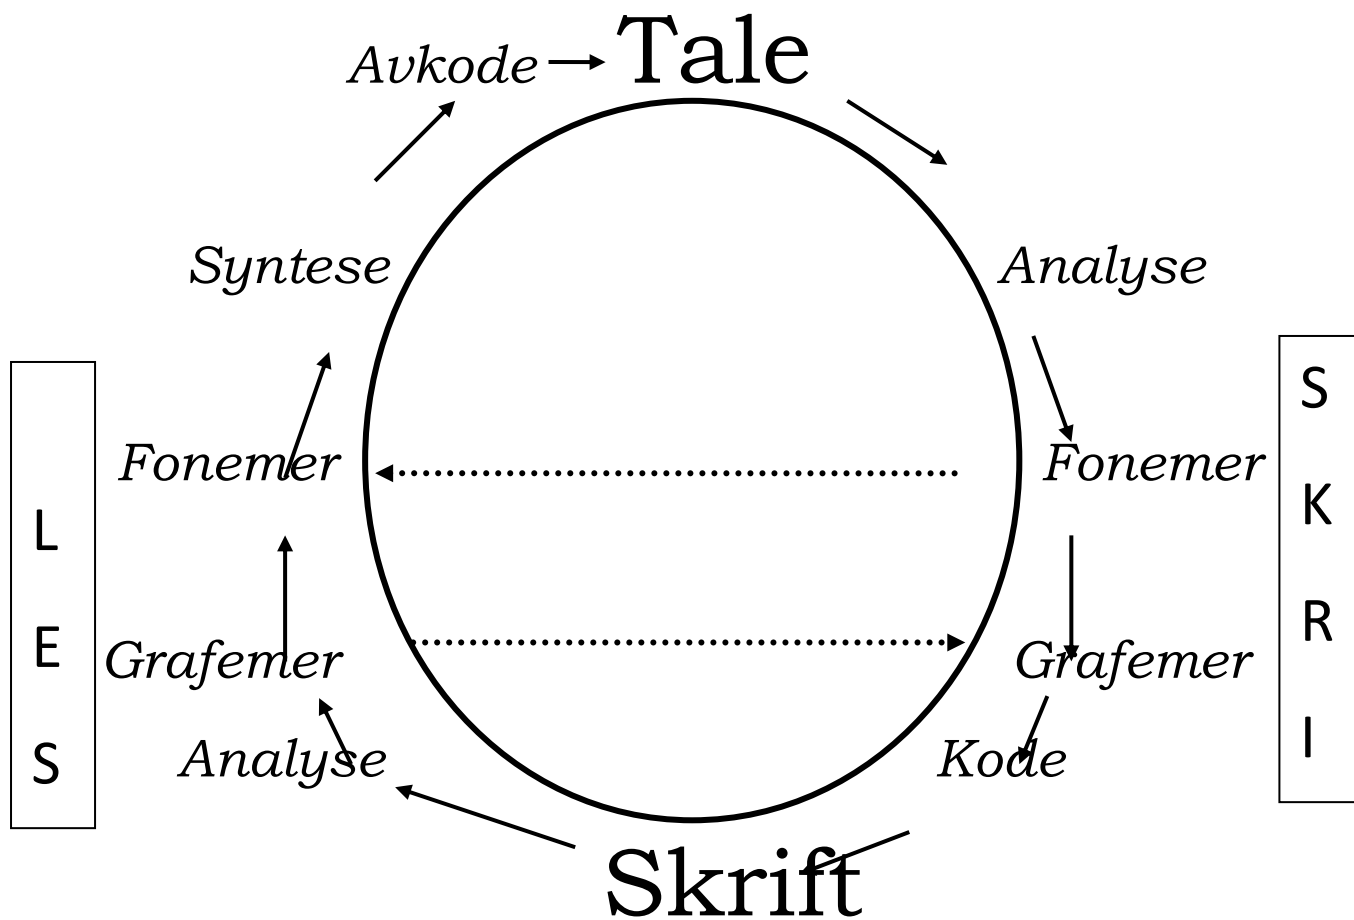 Tale
Avkode
Syntese
Analyse
Fonemer
Fonemer
Grafemer
Grafemer
Analyse
Kode
Skrift
L
E
S
S
K
R
I